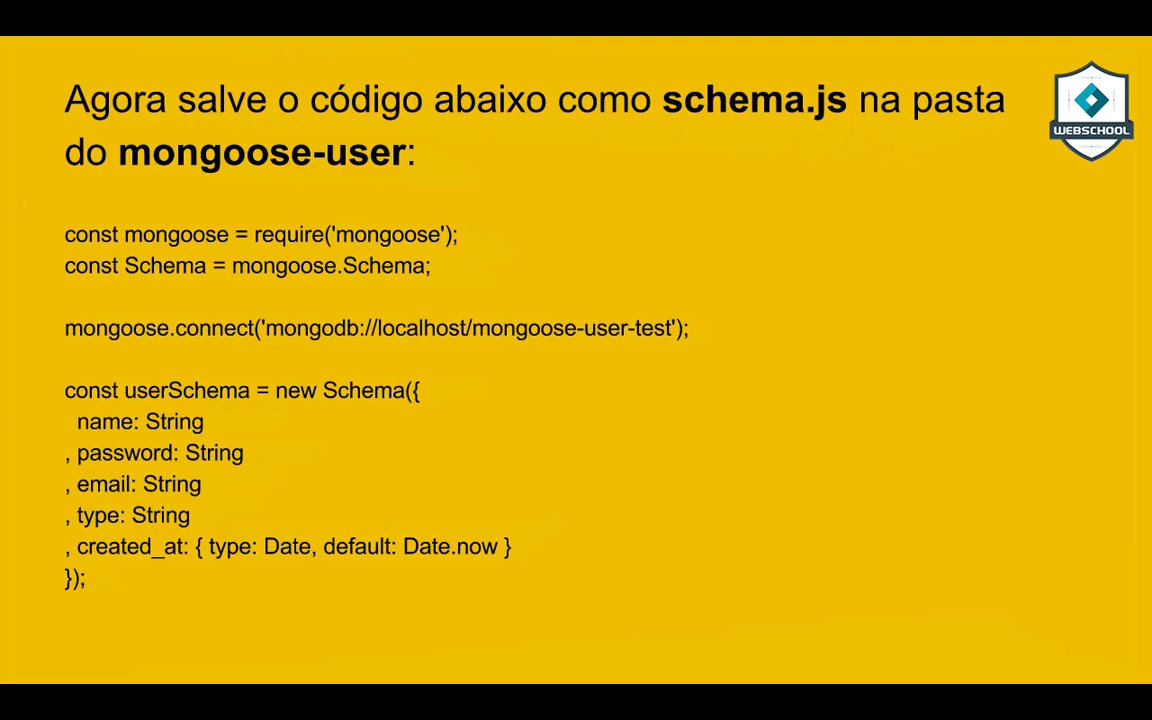 Agora salve o código abaixo como schema.js na pasta
do mongoose-user:
WEBSCHOOL
const mongoose = require('mongoose');
const Schema = mongoose.Schema;
mongoose.connect('mongodb://localhost/mongoose-user-test');
const userSchema = new Schema({
name: String
, password: String
, email: String
, type: String
, created_at: { type: Date, default: Date.now }
});